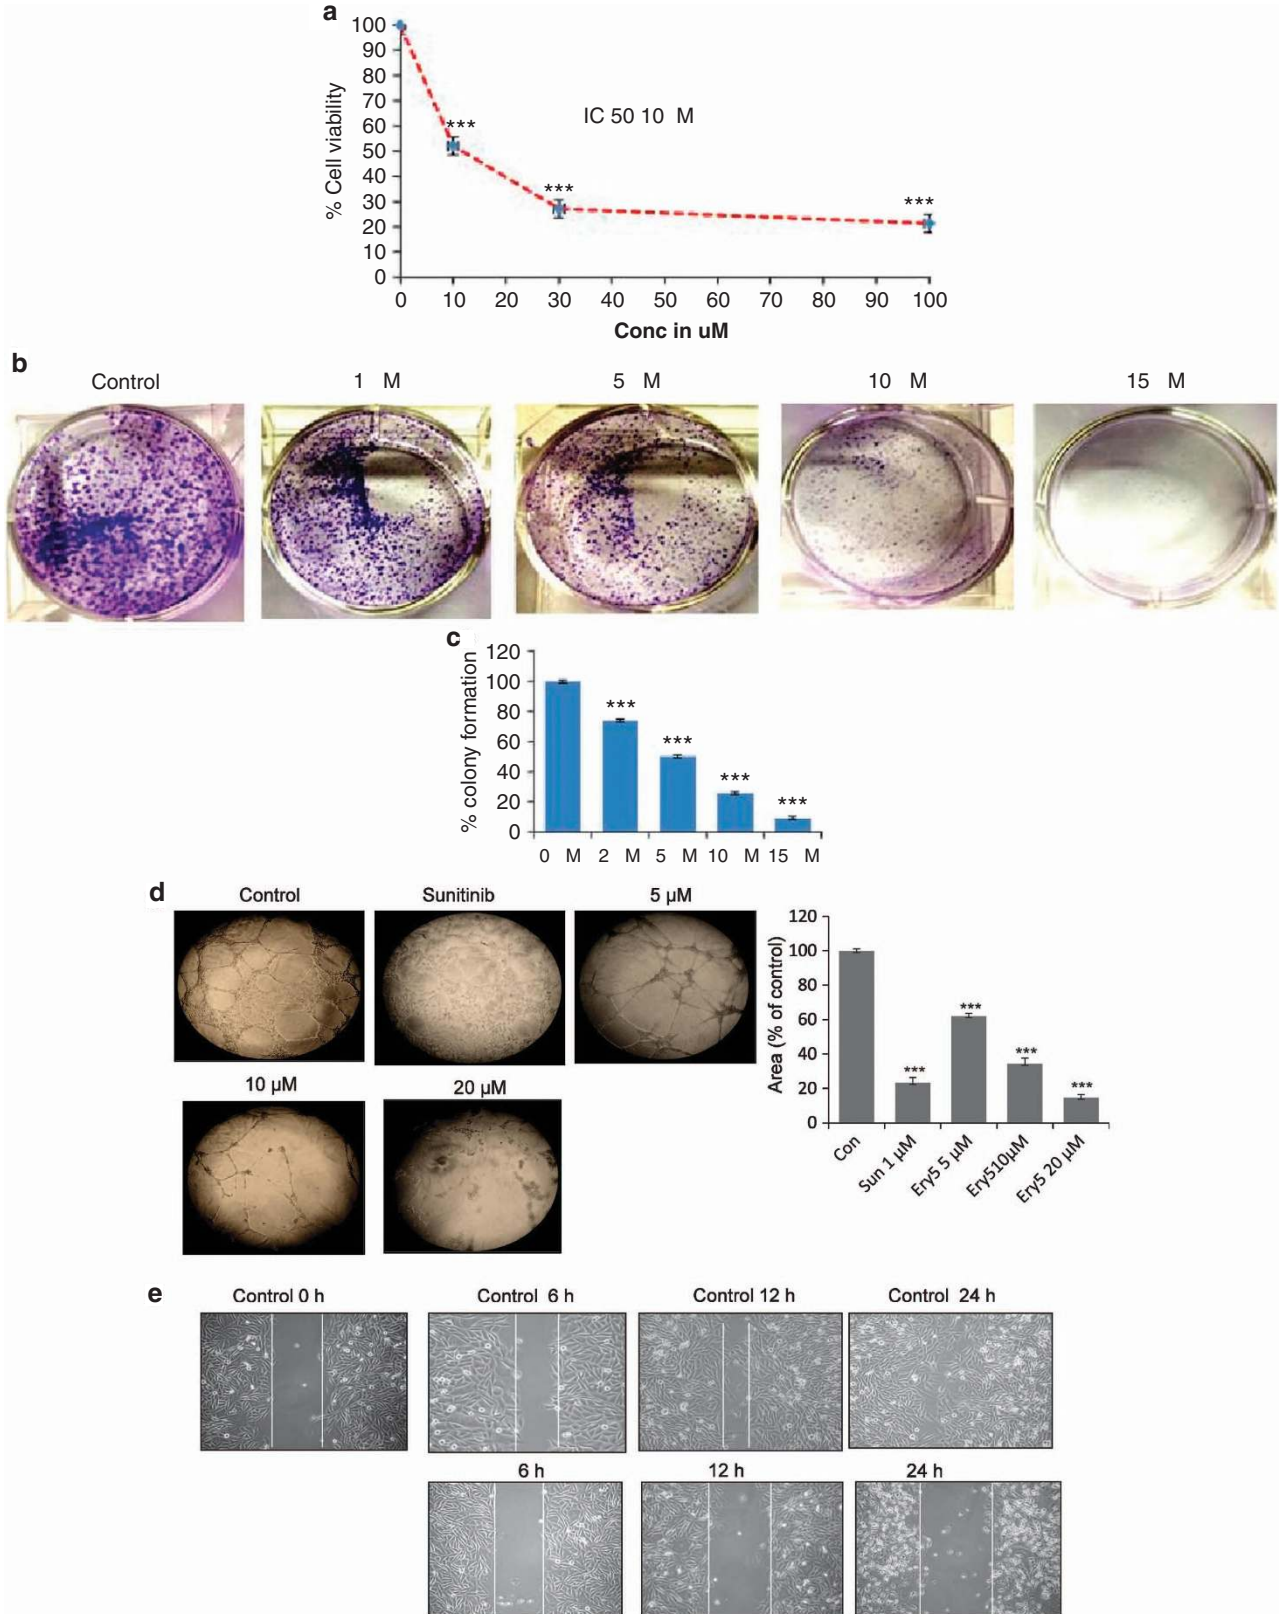 a
100
90
80
70
60
50
40
30
20
10
0
% Cell viability
***
***
***
IC 50 10 M
0 10 20 30 40 50 60 70 80 90 100
Conc in uM
b
Control 1 M 5 M 10 M 15 M
c
120
100
80
60
40
20
0
% colony formation
***
***
***
***
0 M 2 M 5 M 10 M 15 M
d
Control Sunitinib 5 µM
10 µM 20 µM
120
100
80
60
40
20
0
Area (% of control)
***
***
***
***
Con
Sun 1 µM
Ery5 5 µM
Ery510µM
Ery5 20 µM
e
Control 0 h Control 6 h Control 12 h Control 24 h
6 h 12 h 24 h